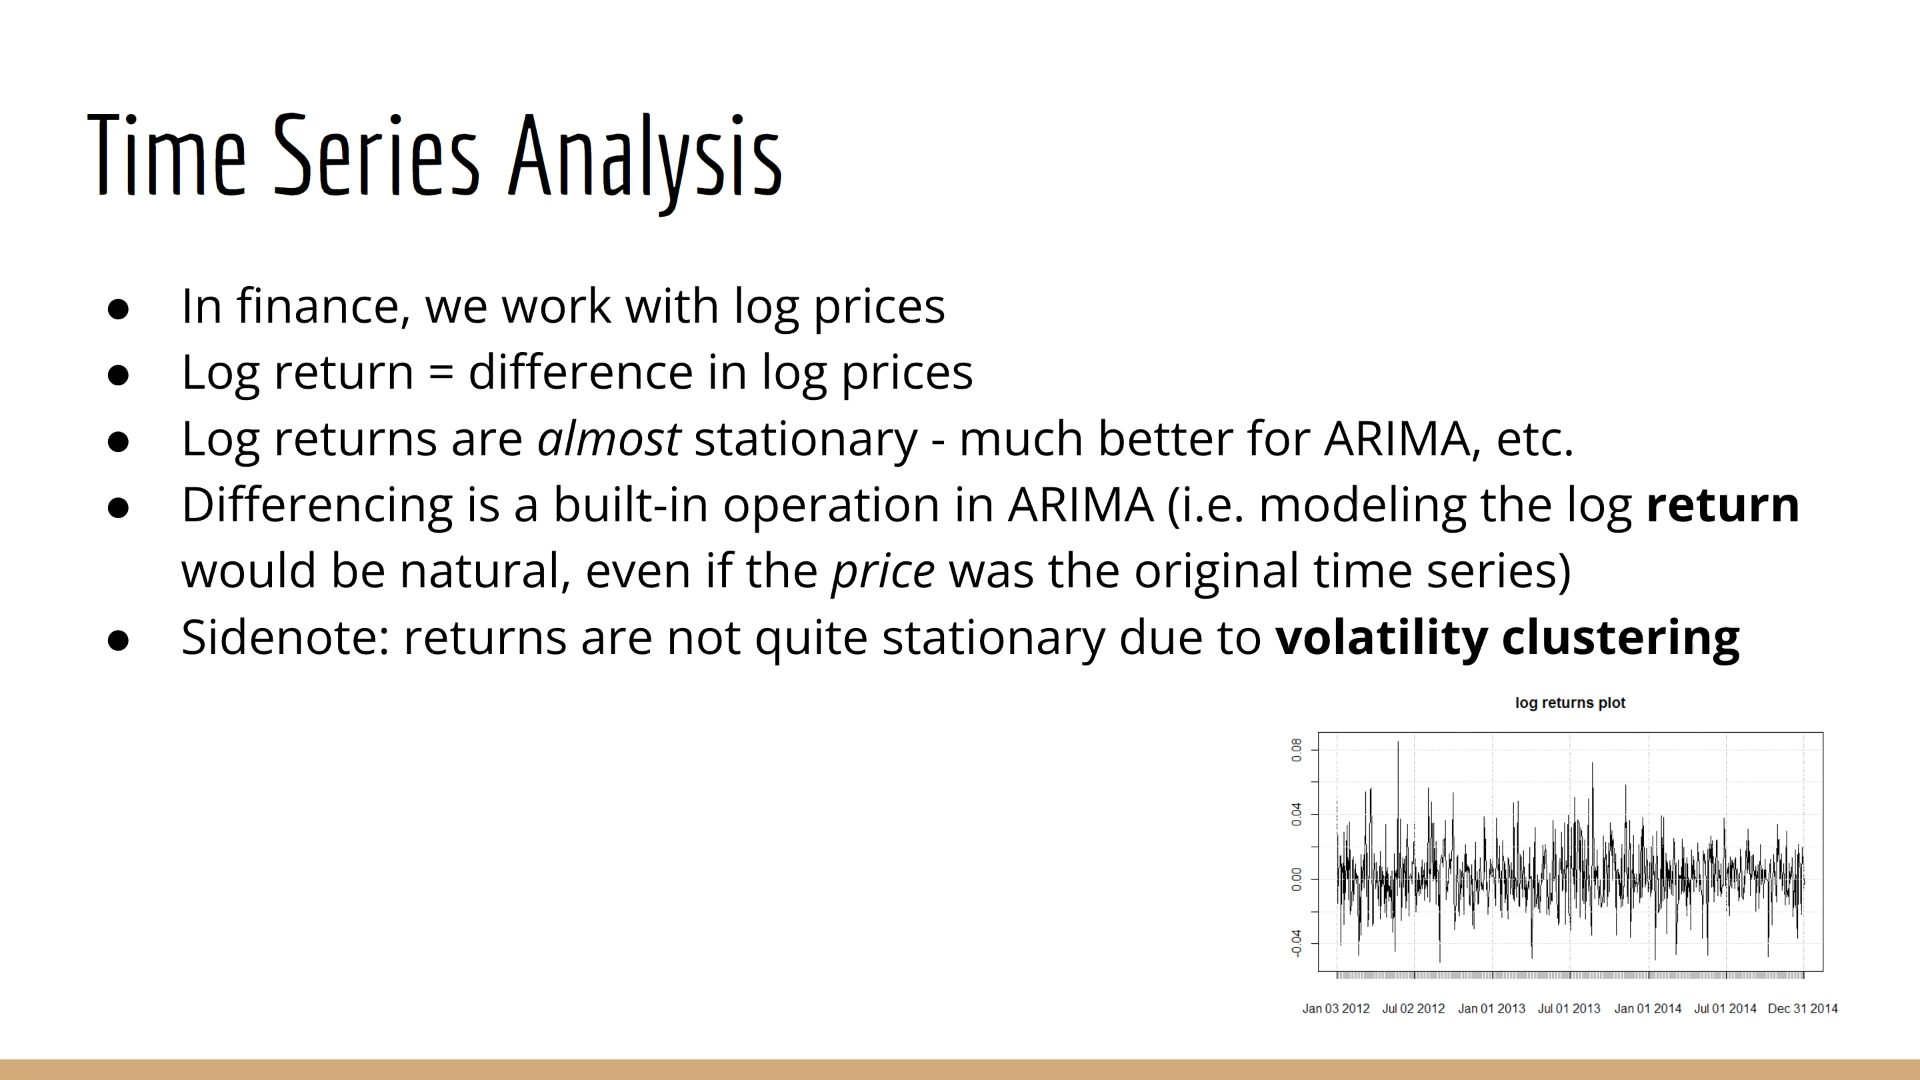 Time Series Analysis
● In finance, we work with log prices
● Log return = difference in log prices
● Log returns are almost stationary - much better for ARIMA, etc.
● Differencing is a built-in operation in ARIMA (i.e. modeling the log return
would be natural, even if the price was the original time series)
● Sidenote: returns are not quite stationary due to volatility clustering
log returns plot
0.08
0.04
0.00
-0.04
Jan 03 2012 Jul 02 2012 Jan 01 2013 Jul 01 2013 Jan 01 2014 Jul 01 2014 Dec 31 2014